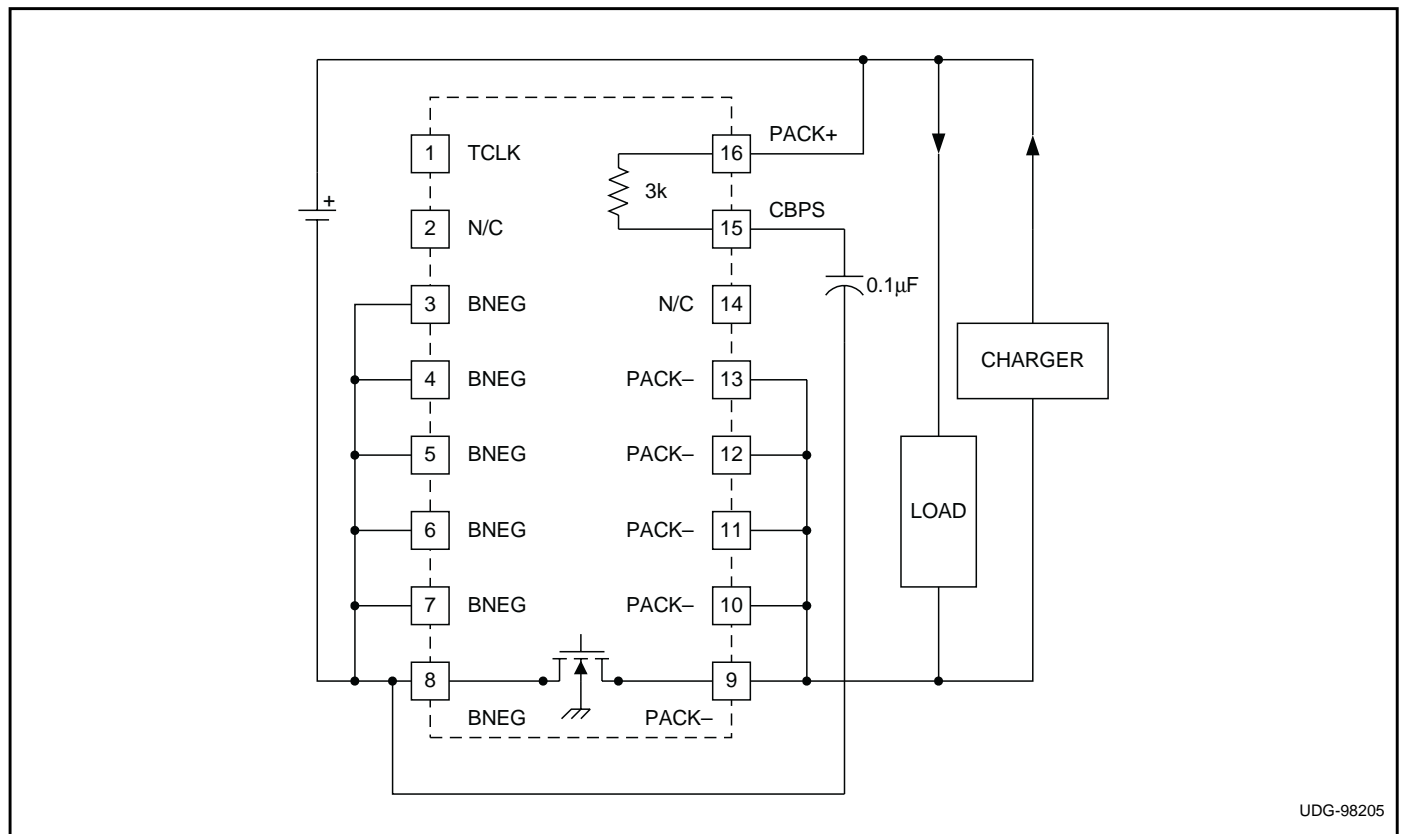 +
1 TCLK
2 N/C
3 BNEG
4 BNEG
5 BNEG
6 BNEG
7 BNEG
8
BNEG
PACK+
16
3k
CBPS
15
0.1μF
N/C 14
PACK– 13
PACK– 12
PACK– 11
PACK– 10
9
PACK–
LOAD
CHARGER
UDG-98205